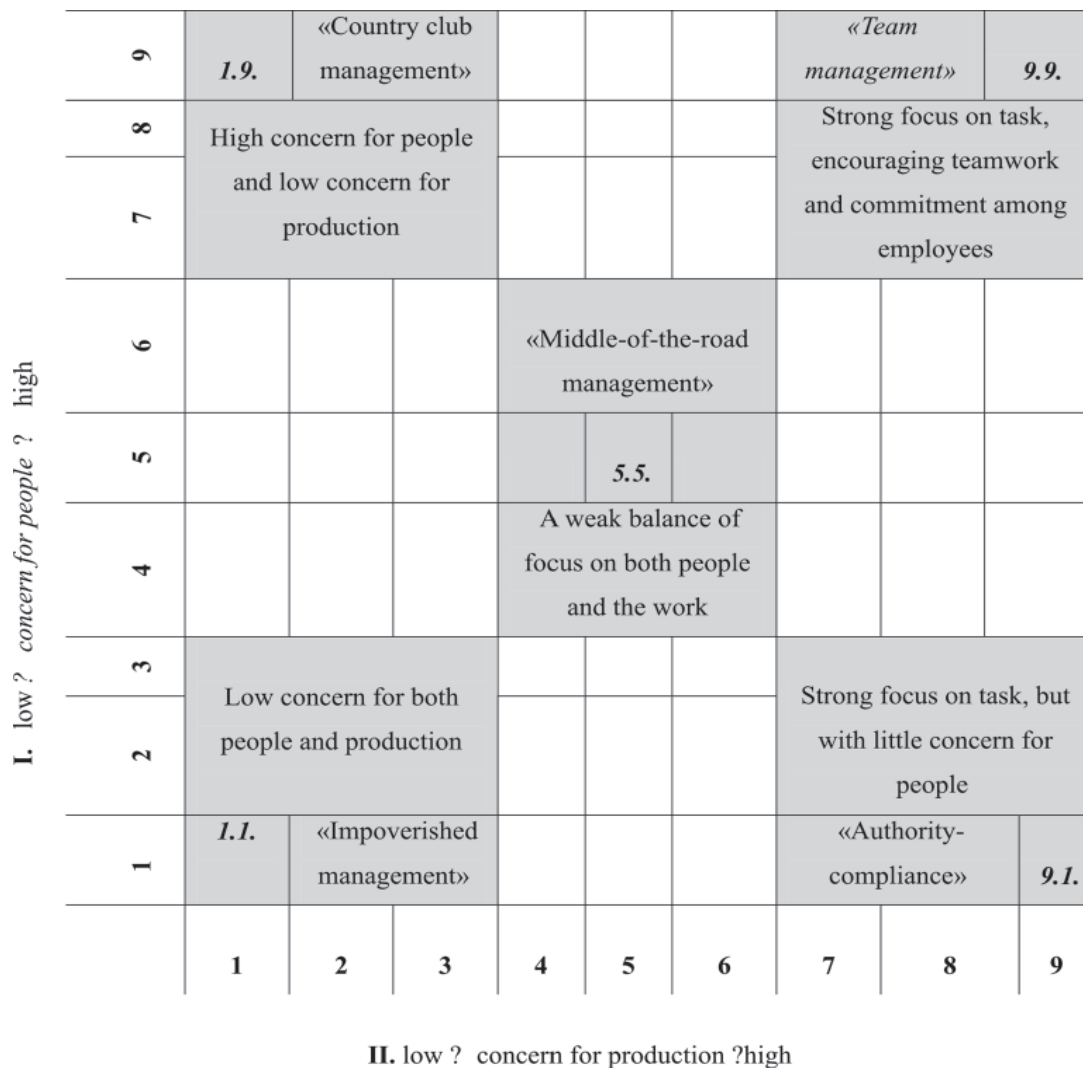 9
1.9.
«Country club
management»
«Team
management»
9.9.
8
7
High concern for people
and low concern for
production
Strong focus on task,
encouraging teamwork
and commitment among
employees
6
«Middle-of-the-road
management»
5
5.5.
4
A weak balance of
focus on both people
and the work
3
2
Low concern for both
people and production
Strong focus on task, but
with little concern for
people
1
1.1.
«Impoverished
management»
«Authority-
compliance»
9.1.
1 2 3 4 5 6 7 8 9
I. low ? concern for people ? high
II. low ? concern for production ?high